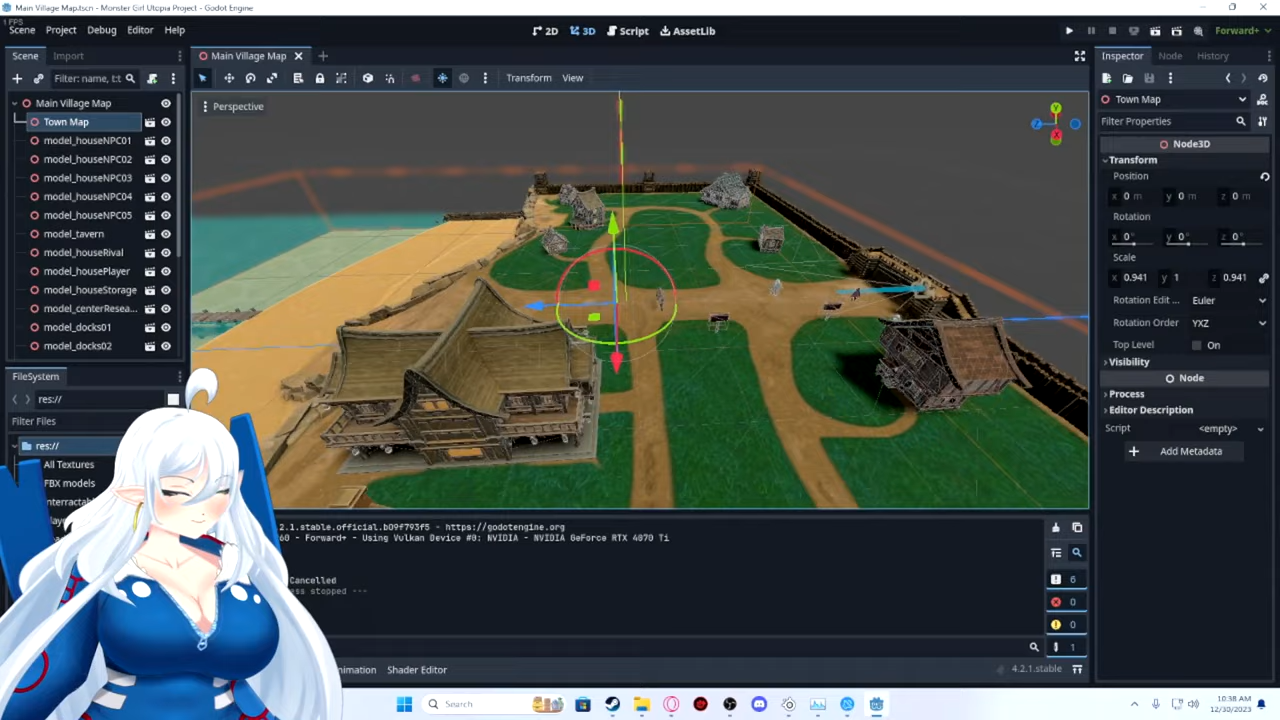 Main Village Map.tscn - Monster Girl Utopia Project - Godot Engine
1 FPS
Scene Project Debug Editor Help
2D 3D Script AssetLib
Forward+
Scene Import
Main Village Map
Inspector Node History
Filter: name, t:t
Transform View
Main Village Map
Town Map
model_houseNPC01
model_houseNPC02
model_houseNPC03
model_houseNPC04
model_houseNPC05
model_tavern
model_houseRival
model_housePlayer
model_houseStorage
model_centerResea...
model_docks01
model_docks02
Perspective
Y
Z
X
Town Map
Filter Properties
Node3D
Transform
Position
x 0 m y 0 m z 0 m
Rotation
x 0° y 0° z 0°
Scale
x 0.941 y 1 z 0.941
Rotation Edit ... Euler
Rotation Order YXZ
Top Level On
Visibility
Node
Process
Editor Description
Script <empty>
Add Metadata
FileSystem
res://
Filter Files
res://
All Textures
FBX models
2.1.stable.official.b09f793f5 - https://godotengine.org
60 - Forward+ - Using Vulkan Device #0: NVIDIA - NVIDIA GeForce RTX 4070 Ti
Cancelled
ess stopped ---
6
0
0
1
nimation Shader Editor
4.2.1.stable
Search
10:38 AM
12/30/2023